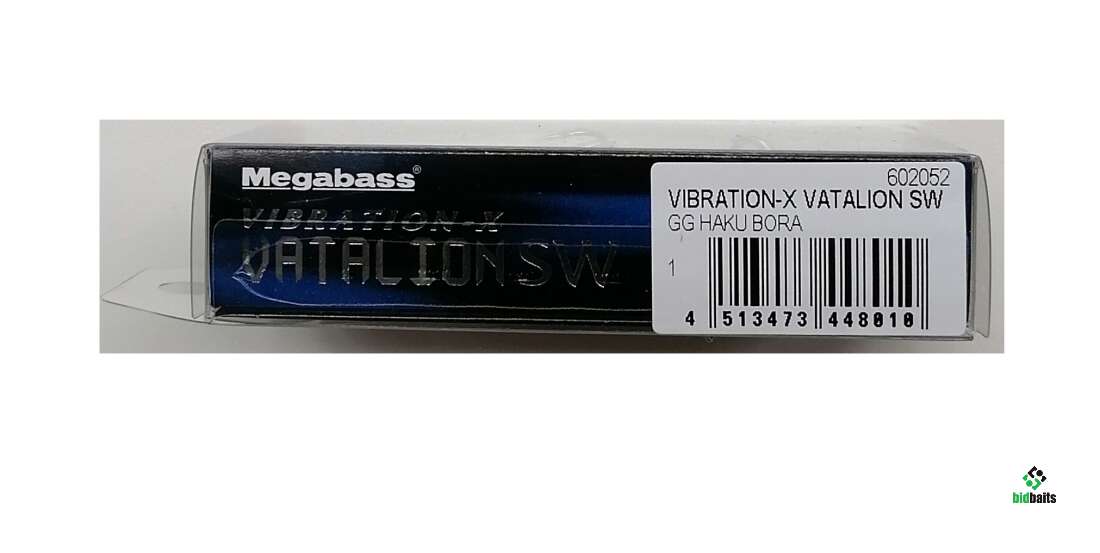 Megabass®
VIBRATION-X
VATALION SW
602052
VIBRATION-X VATALION SW
GG HAKU BORA
1
4 513473 448010
bidbaits